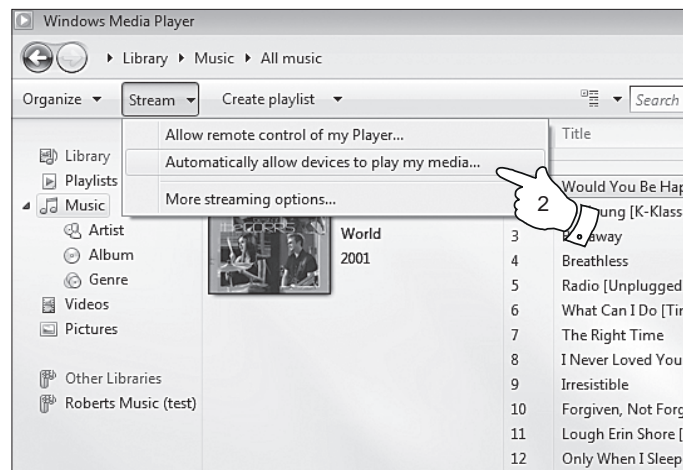 Windows Media Player
Library Music All music
Organize Stream Create playlist Search
Allow remote control of my Player...
Automatically allow devices to play my media...
More streaming options...
Library
Playlists
Music
Artist
Album
Genre
Videos
Pictures
Other Libraries
Roberts Music (test)
the CORRS
World
2001
2
Title
Would You Be Hap
ung [K-Klass
3 away
4 Breathless
5 Radio [Unplugged
6 What Can I Do [Tin
7 The Right Time
8 I Never Loved You
9 Irresistible
10 Forgiven, Not Forg
11 Lough Erin Shore [
12 Only When I Sleep